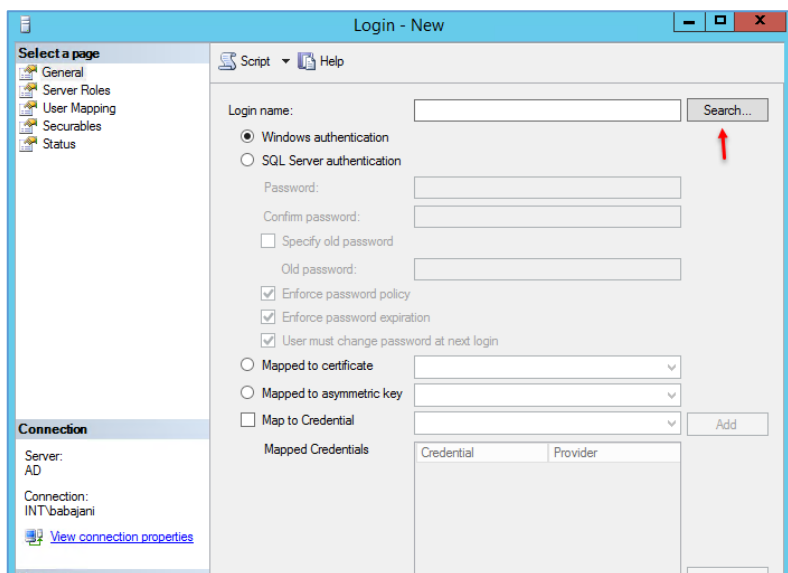 Login - New
Select a page
General
Server Roles
User Mapping
Securables
Status
Script
Help
Login name:
Search...
Windows authentication
SQL Server authentication
Password:
Confirm password:
Specify old password
Old password:
Enforce password policy
Enforce password expiration
User must change password at next login
Mapped to certificate
Mapped to asymmetric key
Map to Credential
Add
Mapped Credentials
Credential
Provider
Connection
Server:
AD
Connection:
INT\babajani
View connection properties